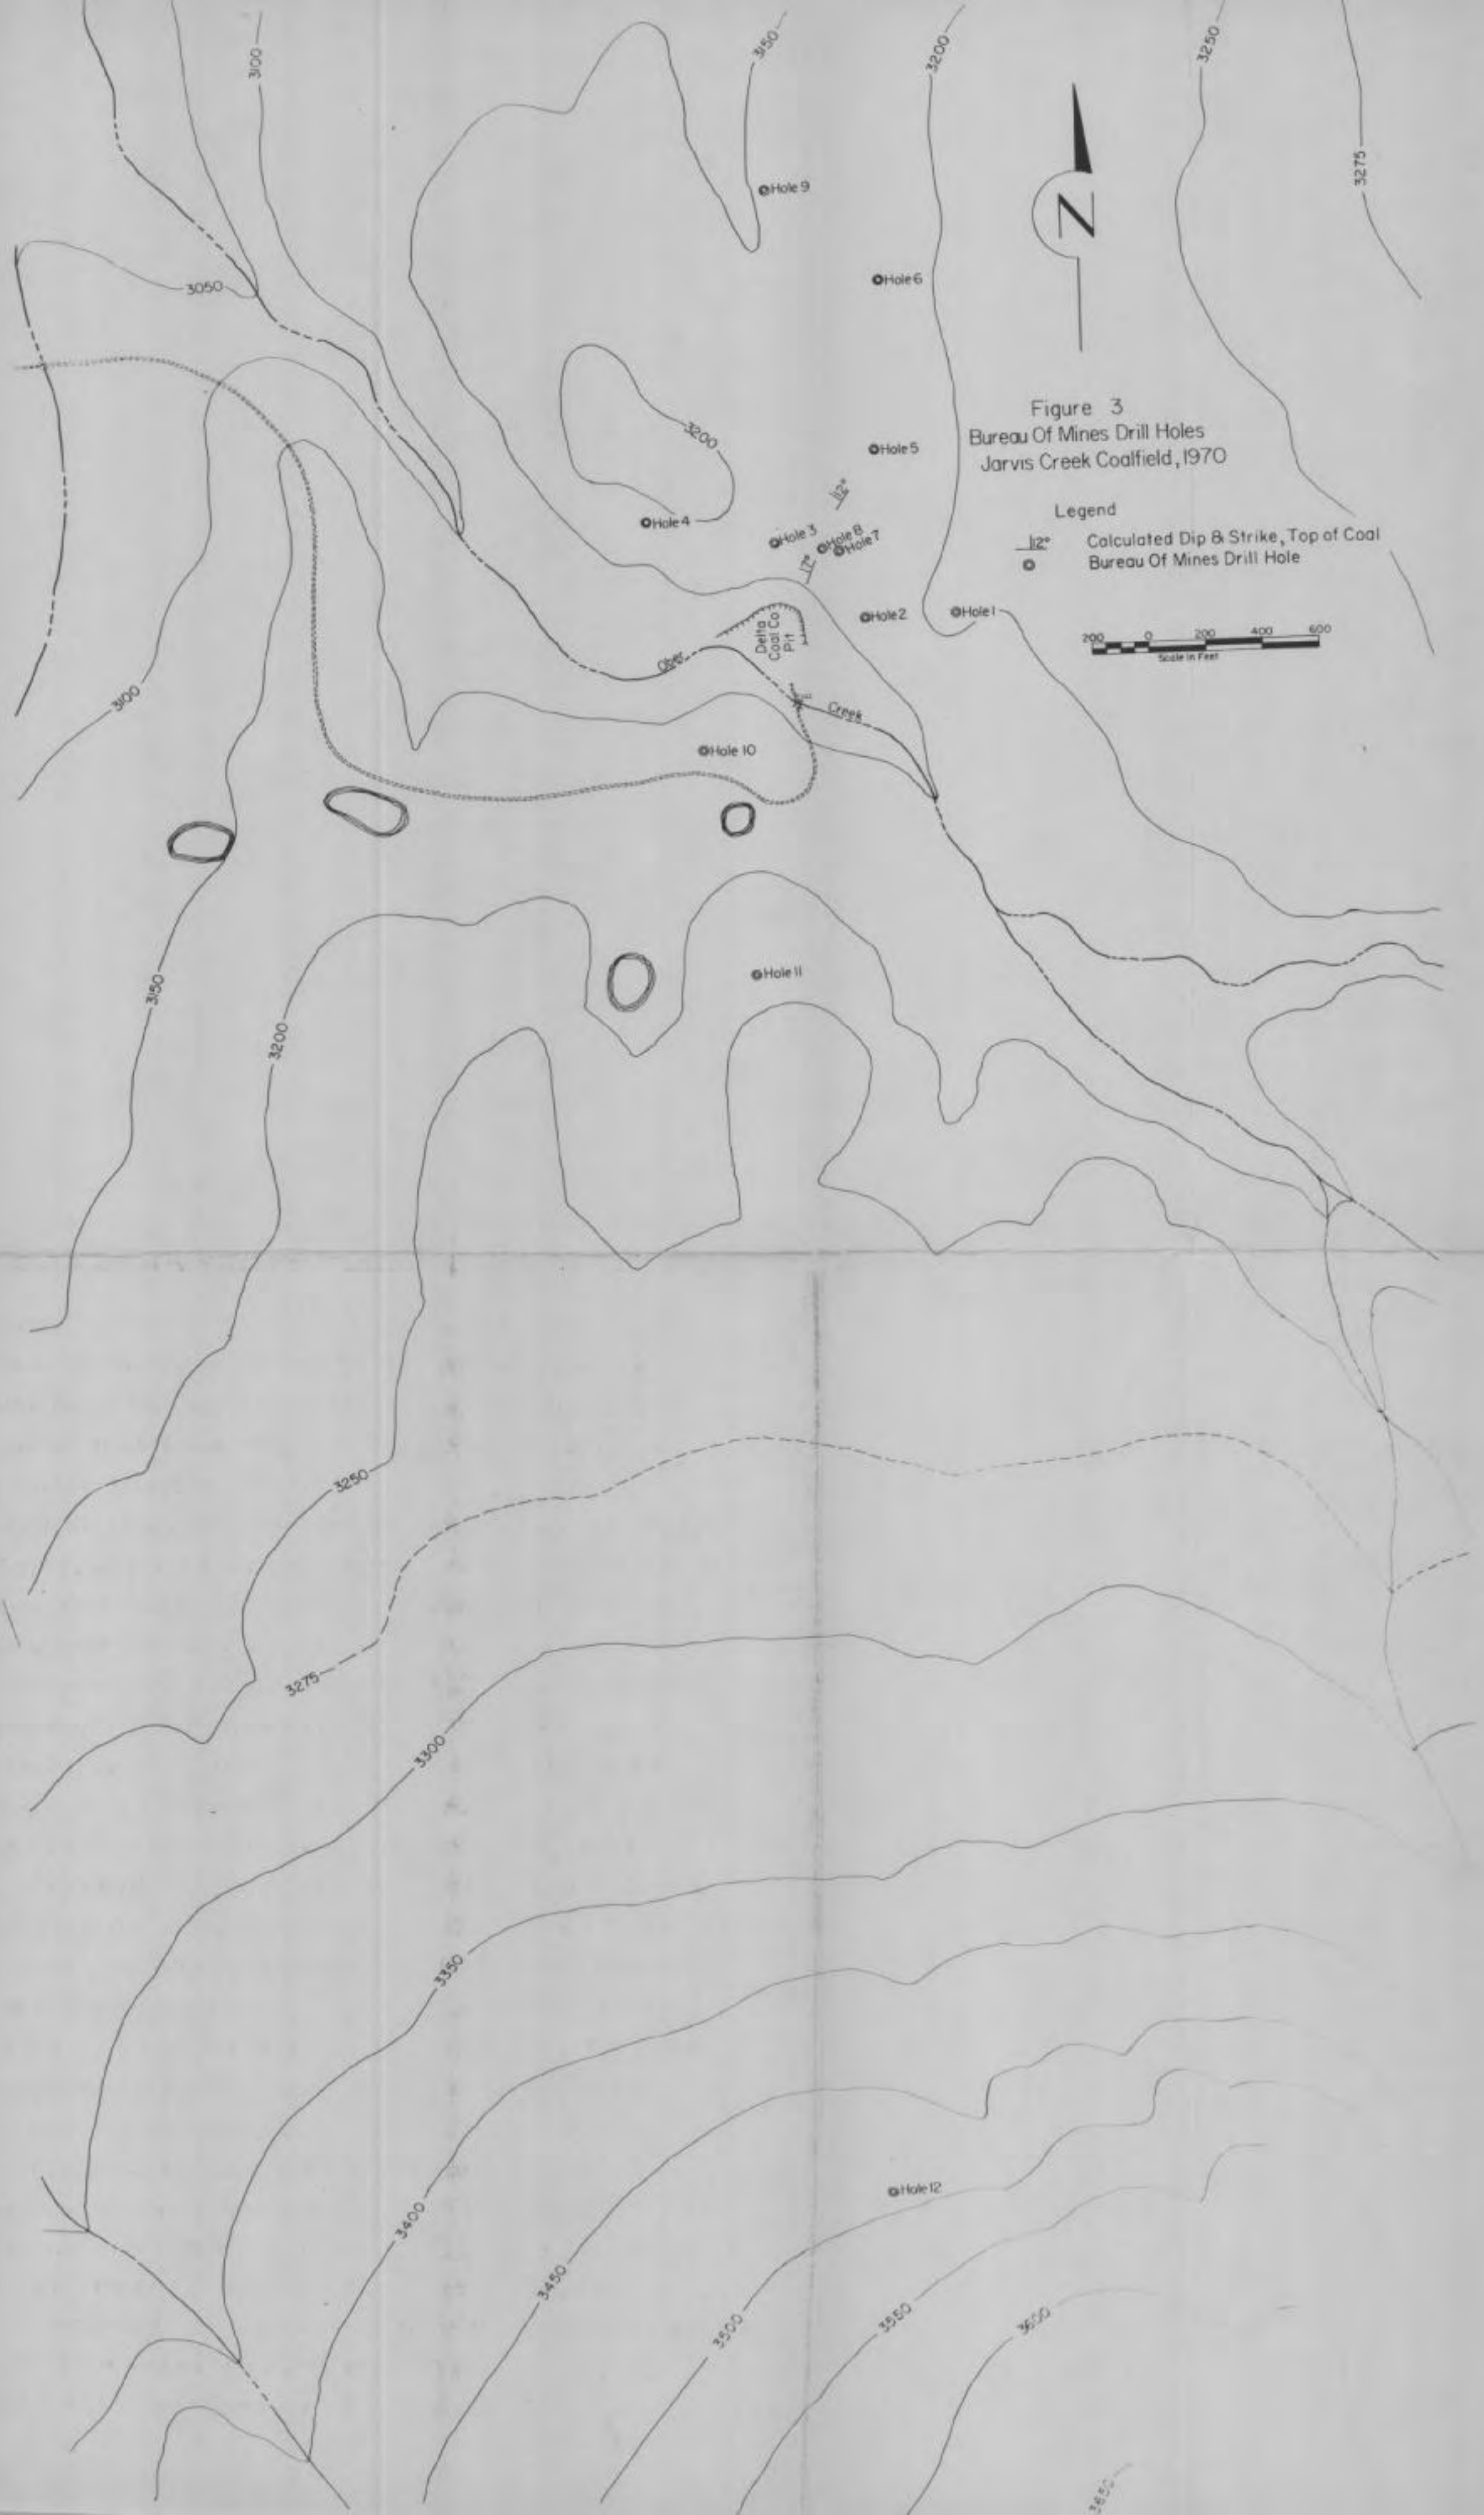 3100
3150
3200
3250
3275
Hole 9
N
Hole 6
3050
Figure 3
Bureau Of Mines Drill Holes
Jarvis Creek Coalfield, 1970
3200
Hole 5
12°
Legend
12° Calculated Dip & Strike, Top of Coal
Bureau Of Mines Drill Hole
Hole 4
Hole 3
Hole 8
Hole 7
17°
Hole 2
Hole 1
Delta
Coal Co
Pit
200 0 200 400 600
Scale in Feet
Ober
Creek
3100
Hole 10
Hole 11
3150
3200
3250
3275
3300
3350
3400
Hole 12
3450
3500
3550
3600
3650